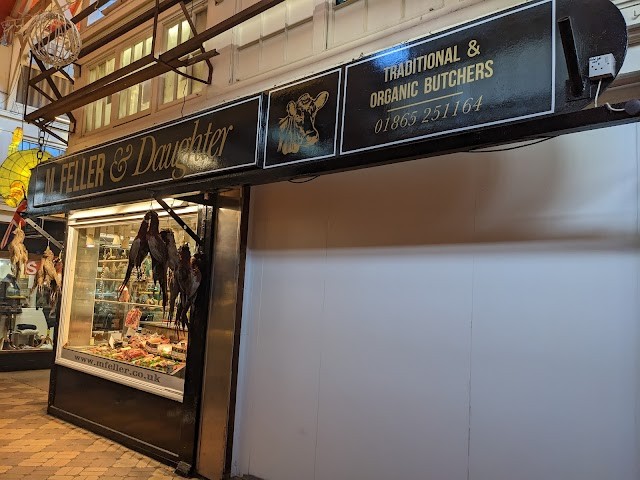 M. FELLER & Daughter
TRADITIONAL &
ORGANIC BUTCHERS
01865 251164
www.mfeller.co.uk
S